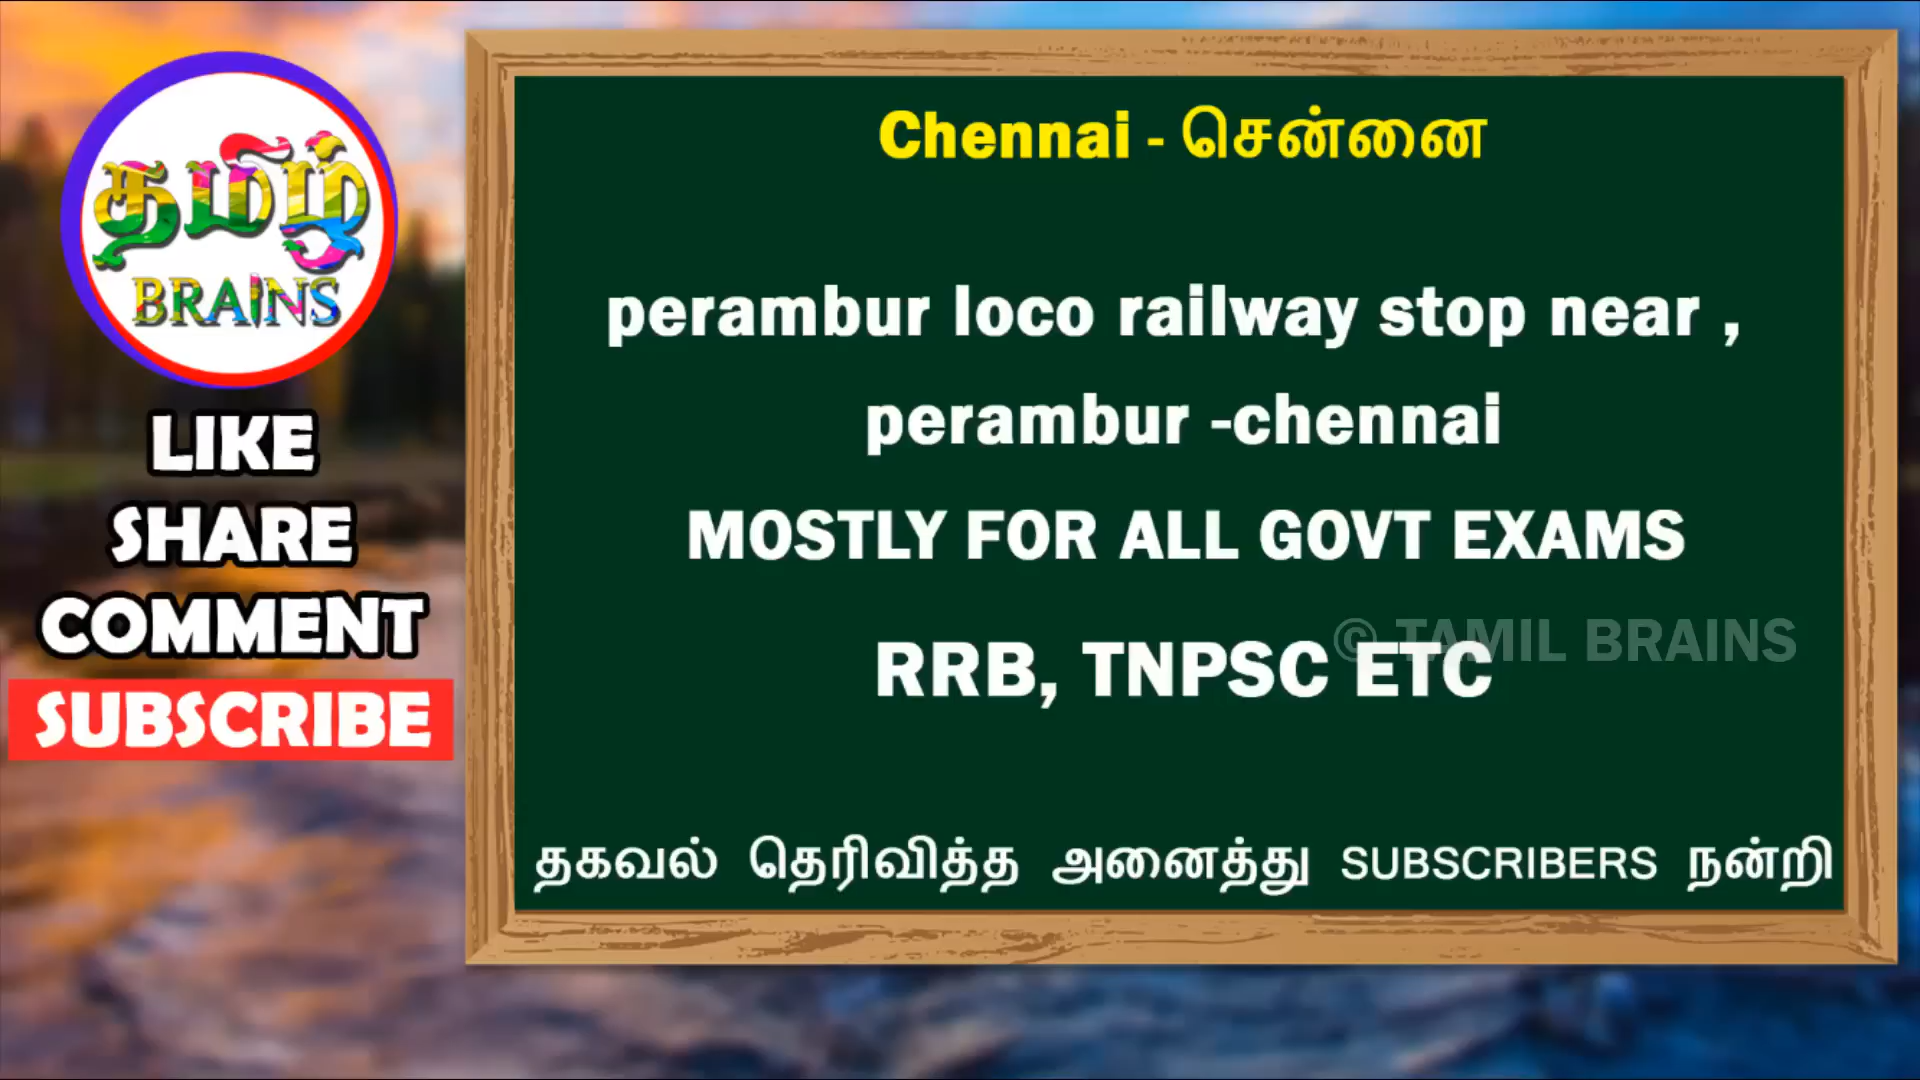 தமிழ்
BRAINS
LIKE
SHARE
COMMENT
SUBSCRIBE
Chennai - சென்னை
perambur loco railway stop near ,
perambur -chennai
MOSTLY FOR ALL GOVT EXAMS
© TAMIL BRAINS
RRB, TNPSC ETC
தகவல் தெரிவித்த அனைத்து SUBSCRIBERS நன்றி